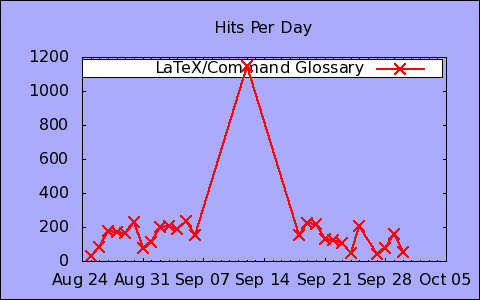 Hits Per Day
1200
LaTeX/Command Glossary
1000
800
600
400
200
0
Aug 24 Aug 31 Sep 07 Sep 14 Sep 21 Sep 28 Oct 05